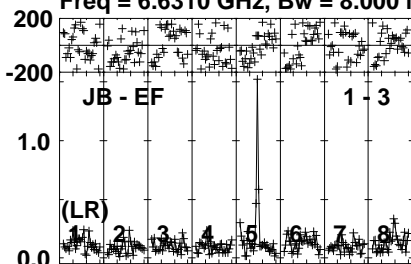 Freq = 6.6310 GHz, Bw = 8.000
200
-200
JB - EF 1 - 3
1.0
(LR)
1 2 3 4 5 6 7 8
0.0